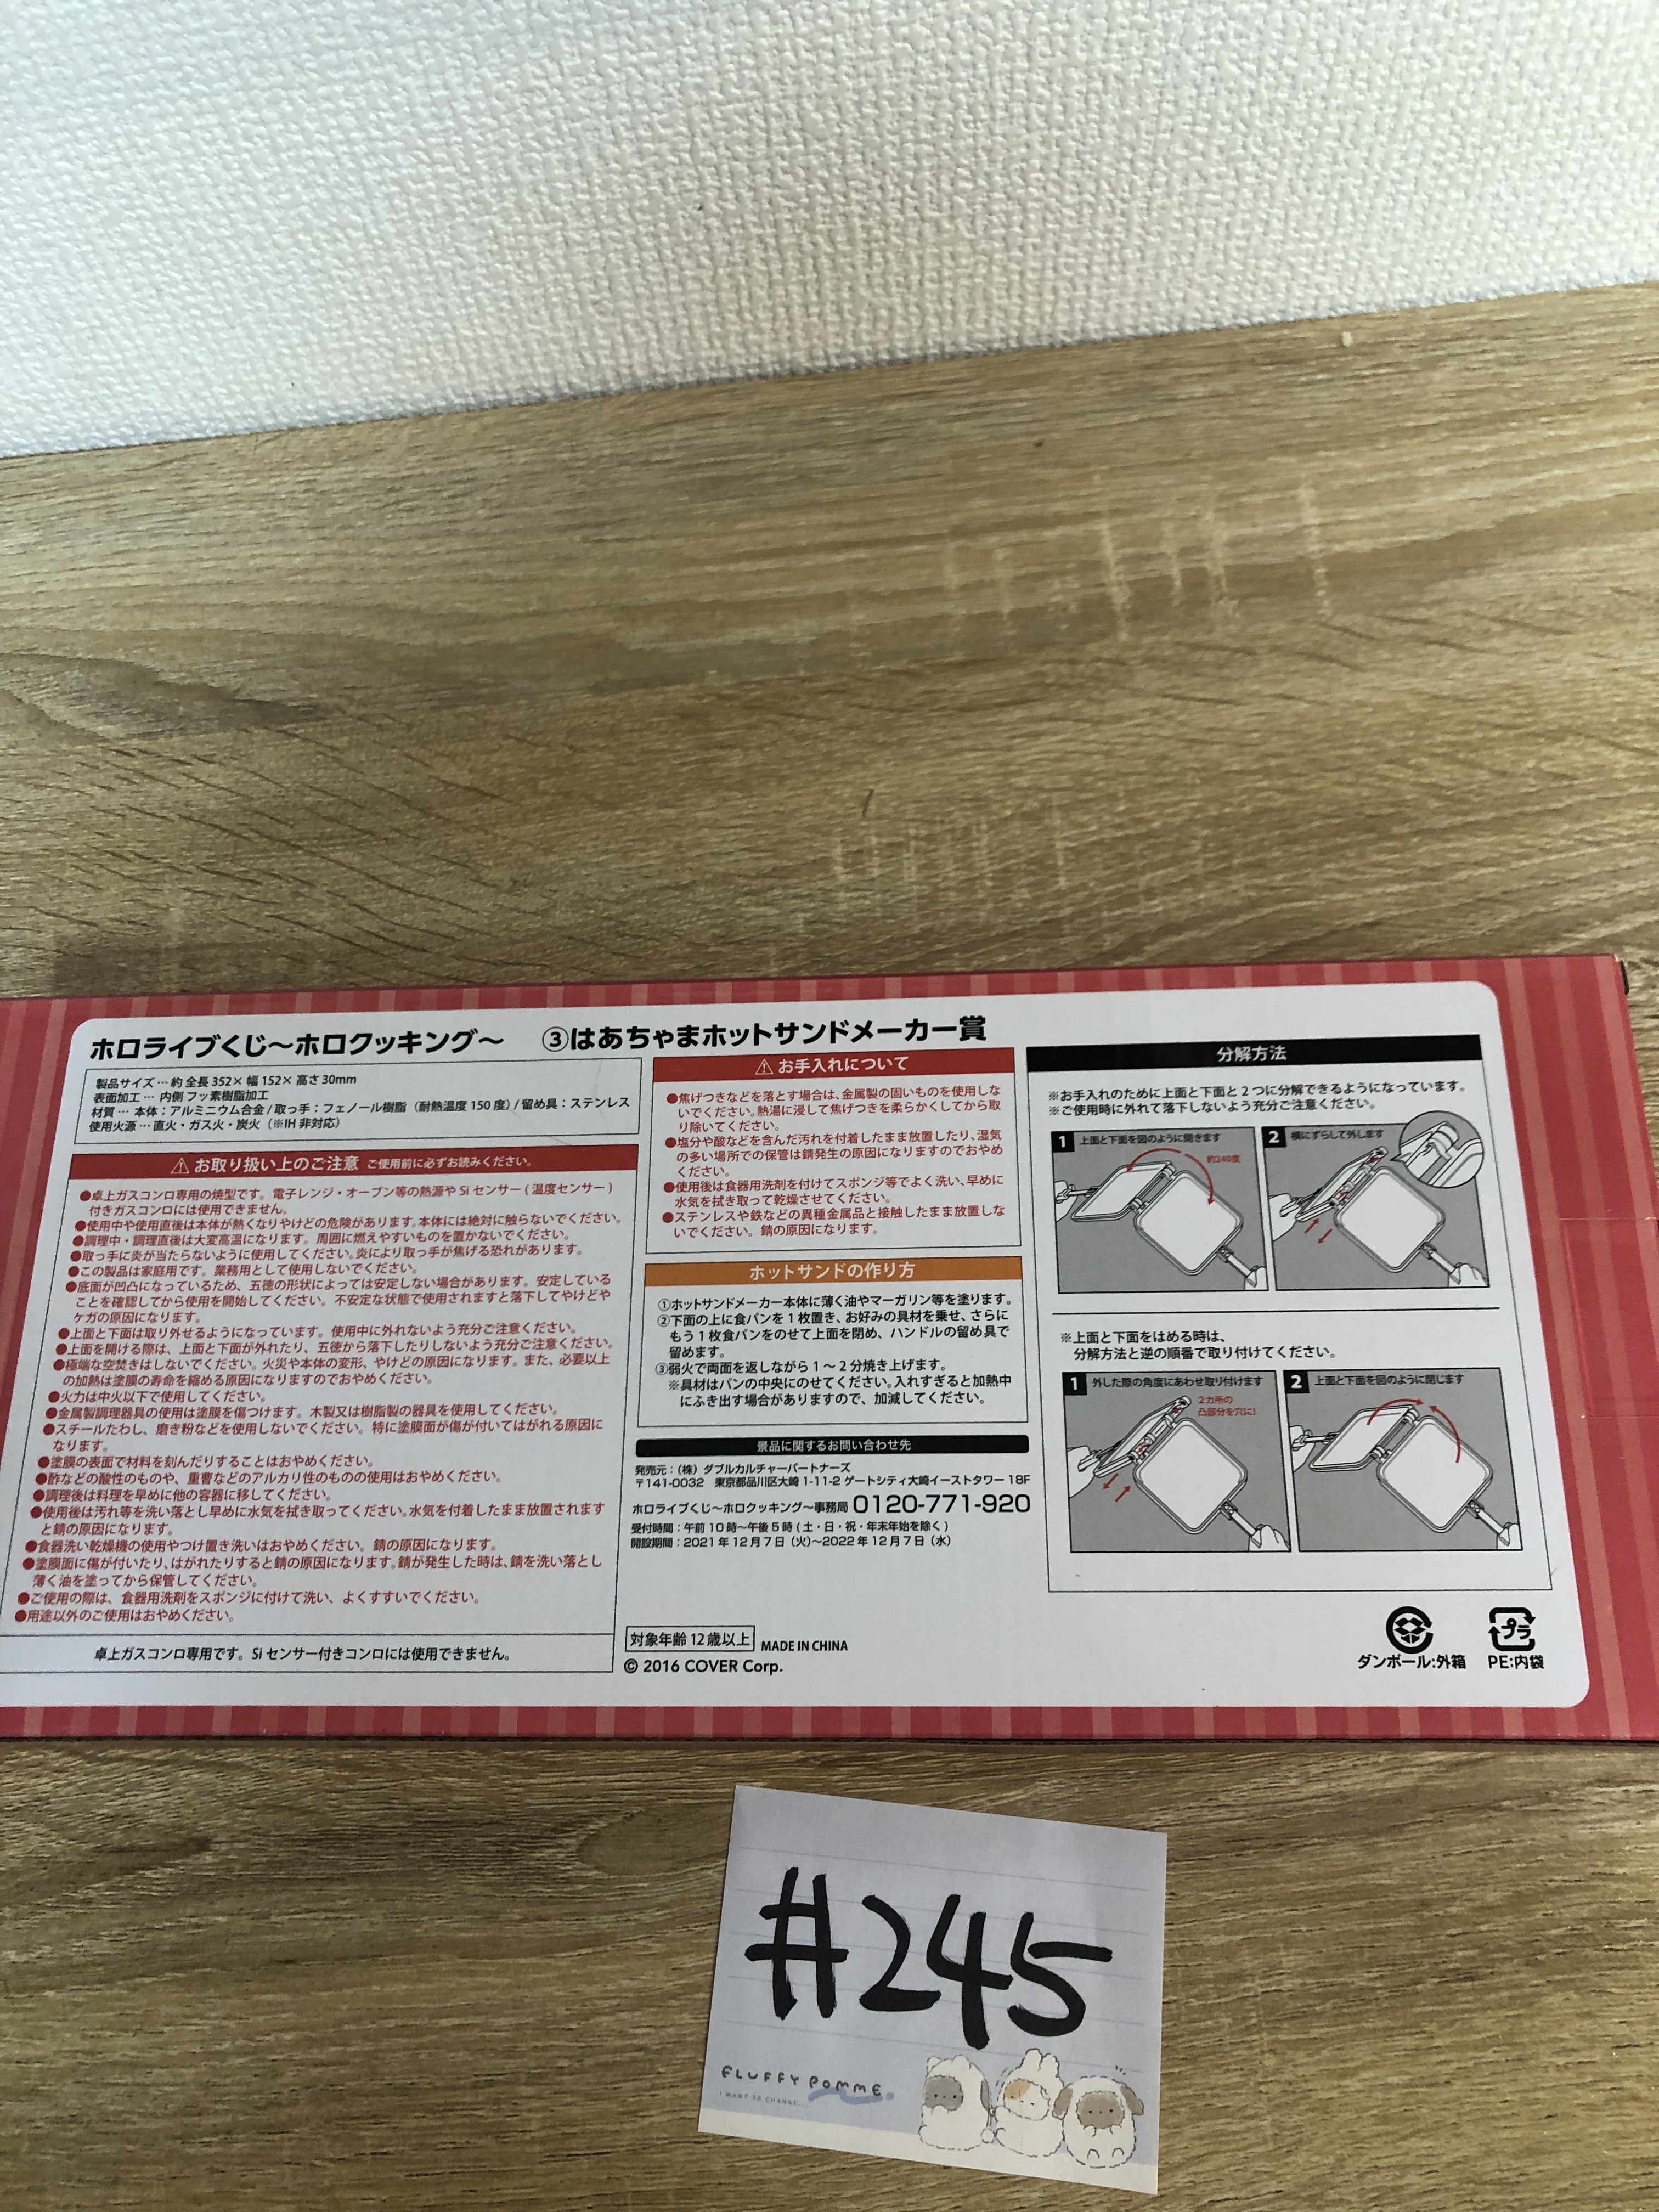 ホロライブくじ〜ホロクッキング〜　③はあちゃまホットサンドメーカー賞
製品サイズ … 約 全長 352× 幅 152× 高さ 30mm
表面加工 … 内側 フッ素樹脂加工
材質 … 本体：アルミニウム合金 / 取っ手：フェノール樹脂（耐熱温度 150 度）/ 留め具：ステンレス
使用火源 … 直火・ガス火・炭火（※IH 非対応）
⚠ お取り扱い上のご注意 ご使用前に必ずお読みください。
●卓上ガスコンロ専用の焼型です。電子レンジ・オーブン等の熱源や Si センサー ( 温度センサー )
付きガスコンロには使用できません。
●使用中や使用直後は本体が熱くなりやけどの危険があります。本体には絶対に触らないでください。
●調理中・調理直後は大変高温になります。周囲に燃えやすいものを置かないでください。
●取っ手に炎が当たらないように使用してください。炎により取っ手が焦げる恐れがあります。
●この製品は家庭用です。業務用として使用しないでください。
●底面が凹凸になっているため、五徳の形状によっては安定しない場合があります。安定している
ことを確認してから使用を開始してください。不安定な状態で使用されますと落下してやけどや
ケガの原因になります。
●上面と下面は取り外せるようになっています。使用中に外れないよう充分ご注意ください。
●上面を開ける際は、上面と下面が外れたり、五徳から落下したりしないよう充分ご注意ください。
●極端な空焚きはしないでください。火災や本体の変形、やけどの原因になります。また、必要以上
の加熱は塗膜の寿命を縮める原因になりますのでおやめください。
●火力は中火以下で使用してください。
●金属製調理器具の使用は塗膜を傷つけます。木製又は樹脂製の器具を使用してください。
●スチールたわし、磨き粉などを使用しないでください。特に塗膜面が傷が付いてはがれる原因に
なります。
●塗膜の表面で材料を刻んだりすることはおやめください。
●酢などの酸性のものや、重曹などのアルカリ性のものの使用はおやめください。
●調理後は料理を早めに他の容器に移してください。
●使用後は汚れ等を洗い落とし早めに水気を拭き取ってください。水気を付着したまま放置されます
と錆の原因になります。
●食器洗い乾燥機の使用やつけ置き洗いはおやめください。錆の原因になります。
●塗膜面に傷が付いたり、はがれたりすると錆の原因になります。錆が発生した時は、錆を洗い落とし
薄く油を塗ってから保管してください。
●ご使用の際は、食器用洗剤をスポンジに付けて洗い、よくすすいでください。
●用途以外のご使用はおやめください。
卓上ガスコンロ専用です。Si センサー付きコンロには使用できません。
⚠ お手入れについて
●焦げつきなどを落とす場合は、金属製の固いものを使用しな
いでください。熱湯に浸して焦げつきを柔らかくしてから取
り除いてください。
●塩分や酸などを含んだ汚れを付着したまま放置したり、湿気
の多い場所での保管は錆発生の原因になりますのでおやめ
ください。
●使用後は食器用洗剤を付けてスポンジ等でよく洗い、早めに
水気を拭き取って乾燥させてください。
●ステンレスや鉄などの異種金属品と接触したまま放置しな
いでください。錆の原因になります。
ホットサンドの作り方
①ホットサンドメーカー本体に薄く油やマーガリン等を塗ります。
②下面の上に食パンを 1 枚置き、お好みの具材を乗せ、さらに
もう 1 枚食パンをのせて上面を閉め、ハンドルの留め具で
留めます。
③弱火で両面を返しながら 1 〜 2 分焼き上げます。
※具材はパンの中央にのせてください。入れすぎると加熱中
にふき出す場合がありますので、加減してください。
景品に関するお問い合わせ先
発売元：（株）ダブルカルチャーパートナーズ
〒141-0032　東京都品川区大崎 1-11-2 ゲートシティ大崎イーストタワー 18F
ホロライブくじ〜ホロクッキング〜事務局 0120-771-920
受付時間：午前 10 時〜午後 5 時 ( 土・日・祝・年末年始を除く )
開設期間：2021 年 12 月 7 日（火）〜2022 年 12 月 7 日（水）
対象年齢 12 歳以上 MADE IN CHINA
© 2016 COVER Corp.
分解方法
※お手入れのために上面と下面と 2 つに分解できるようになっています。
※ご使用時に外れて落下しないよう充分ご注意ください。
1 上面と下面を図のように開きます
約240度
2 横にずらして外します
※上面と下面をはめる時は、
分解方法と逆の順番で取り付けてください。
1 外した際の角度にあわせ取り付けます
2カ所の
凸部分を穴に!
2 上面と下面を図のように閉じます
ダンボール:外箱
プラ
PE:内袋
#245
FLUFFY POMME
I WANT TO CHANGE...